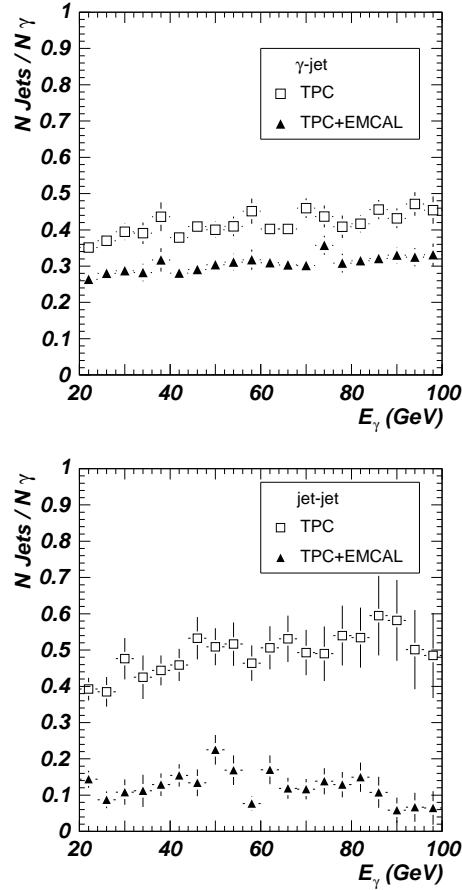 N Jets / N γ
1
0.9
0.8
0.7
0.6
0.5
0.4
0.3
0.2
0.1
0
γ-jet
TPC
TPC+EMCAL
20 40 60 80 100
E_γ (GeV)
N Jets / N γ
1
0.9
0.8
0.7
0.6
0.5
0.4
0.3
0.2
0.1
0
jet-jet
TPC
TPC+EMCAL
20 40 60 80 100
E_γ (GeV)